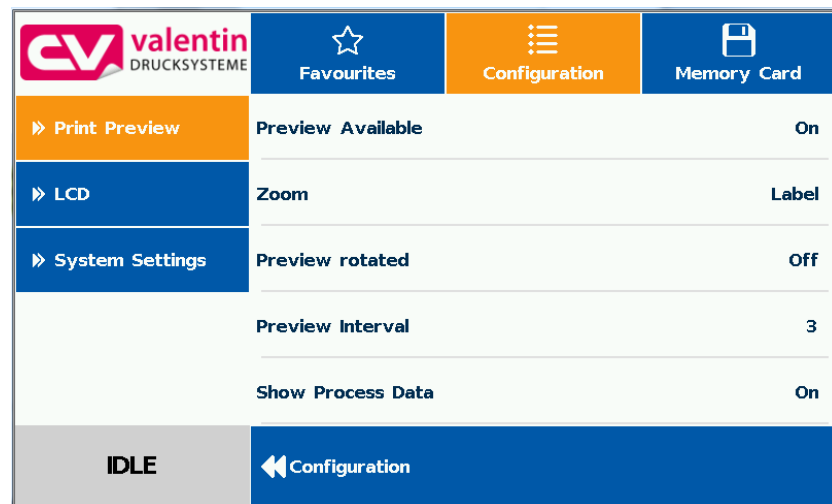 CV valentin
DRUCKSYSTEME
Favourites
Configuration
Memory Card
Print Preview
Preview Available On
LCD
Zoom Label
System Settings
Preview rotated Off
Preview Interval 3
Show Process Data On
IDLE
Configuration